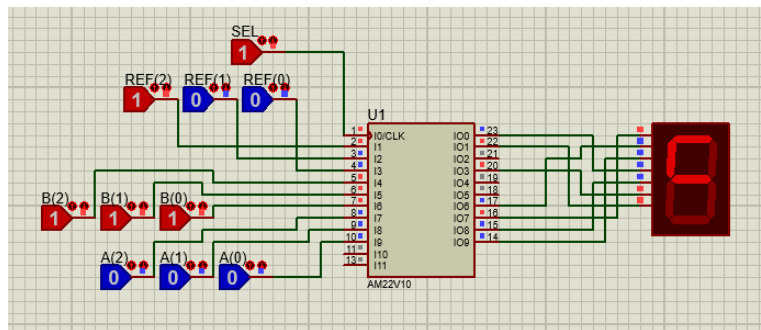 SEL
1
REF(2) REF(1) REF(0)
1 0 0
U1
1 I0/CLK IO0 23
2 I1 IO1 22
3 I2 IO2 21
4 I3 IO3 20
5 I4 IO4 19
6 I5 IO5 18
7 I6 IO6 17
8 I7 IO7 16
9 I8 IO8 15
10 I9 IO9 14
11 I10
13 I11
AM22V10
B(2) B(1) B(0)
1 1 1
A(2) A(1) A(0)
0 0 0